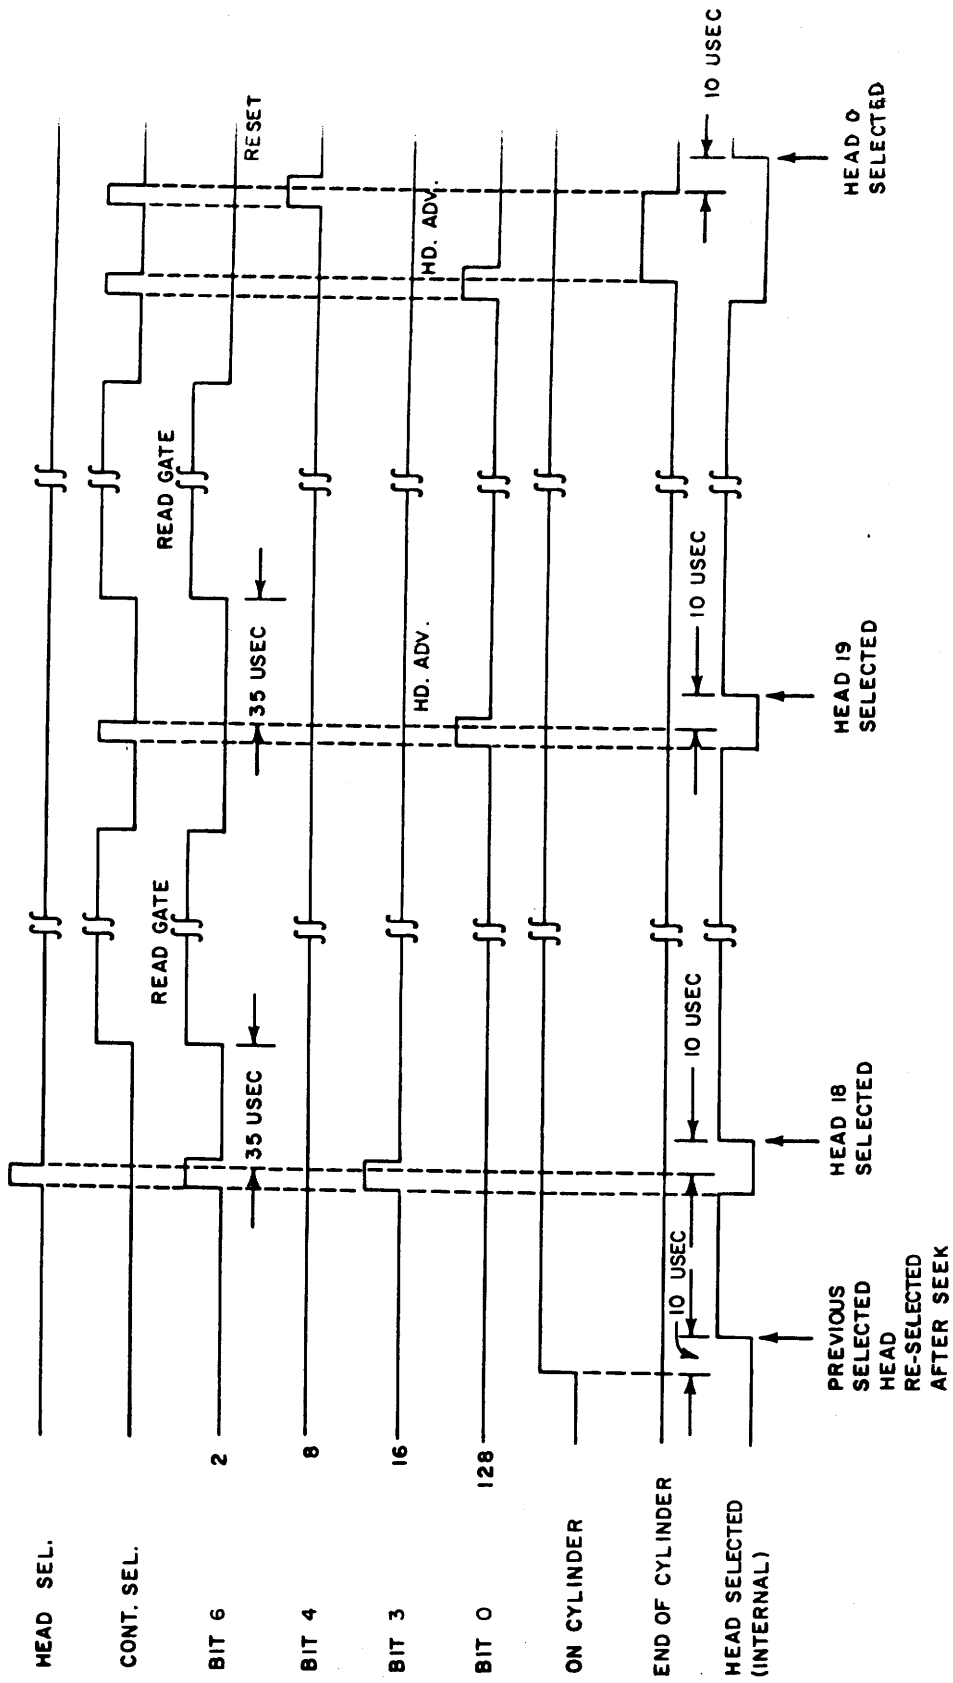 HEAD SEL.
CONT. SEL.
BIT 6 2
READ GATE
READ GATE
35 USEC
35 USEC
RESET
BIT 4 8
BIT 3 16
HD. ADV.
HD. ADV.
BIT 0 128
ON CYLINDER
END OF CYLINDER
10 USEC
10 USEC
10 USEC
10 USEC
HEAD SELECTED
(INTERNAL)
PREVIOUS
SELECTED
HEAD
RE-SELECTED
AFTER SEEK
HEAD 18
SELECTED
HEAD 19
SELECTED
HEAD 0
SELECTED